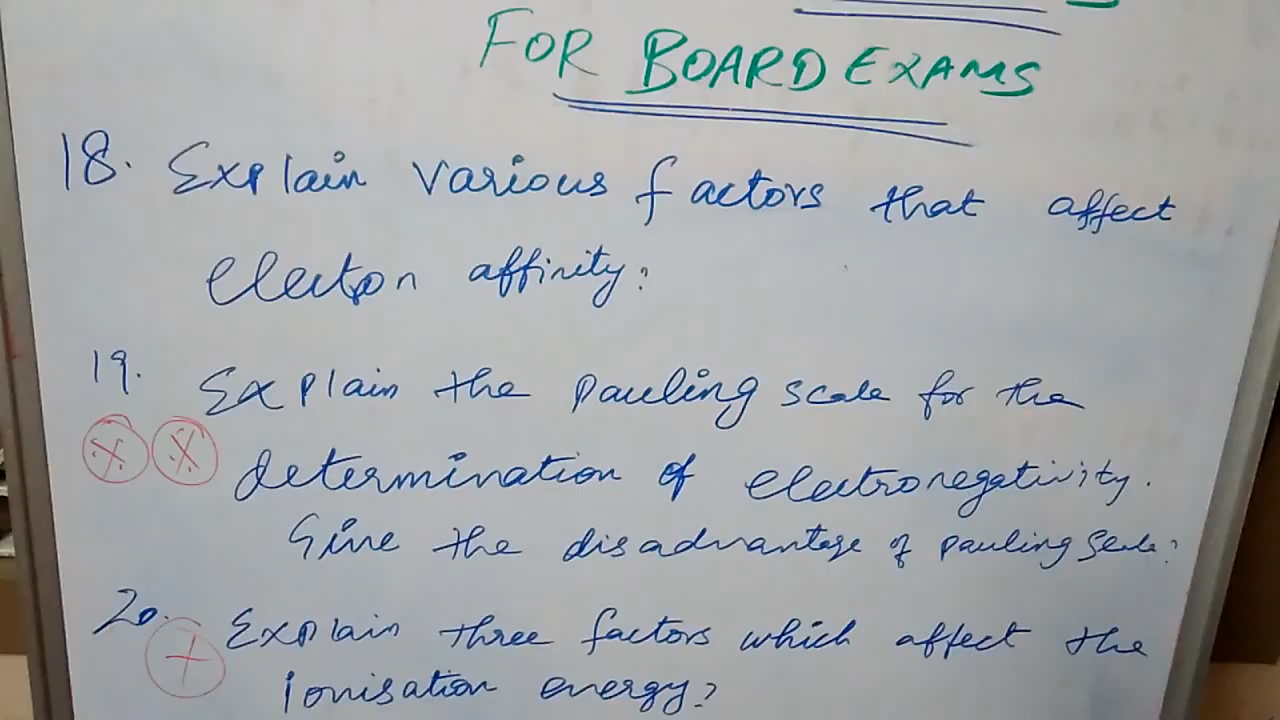 FOR BOARD EXAMS
18. Explain various factors that affect
electron affinity?
19. Explain the pauling scale for the
determination of electronegativity.
Give the disadvantage of pauling scale?
20. Explain three factors which affect the
ionisation energy?